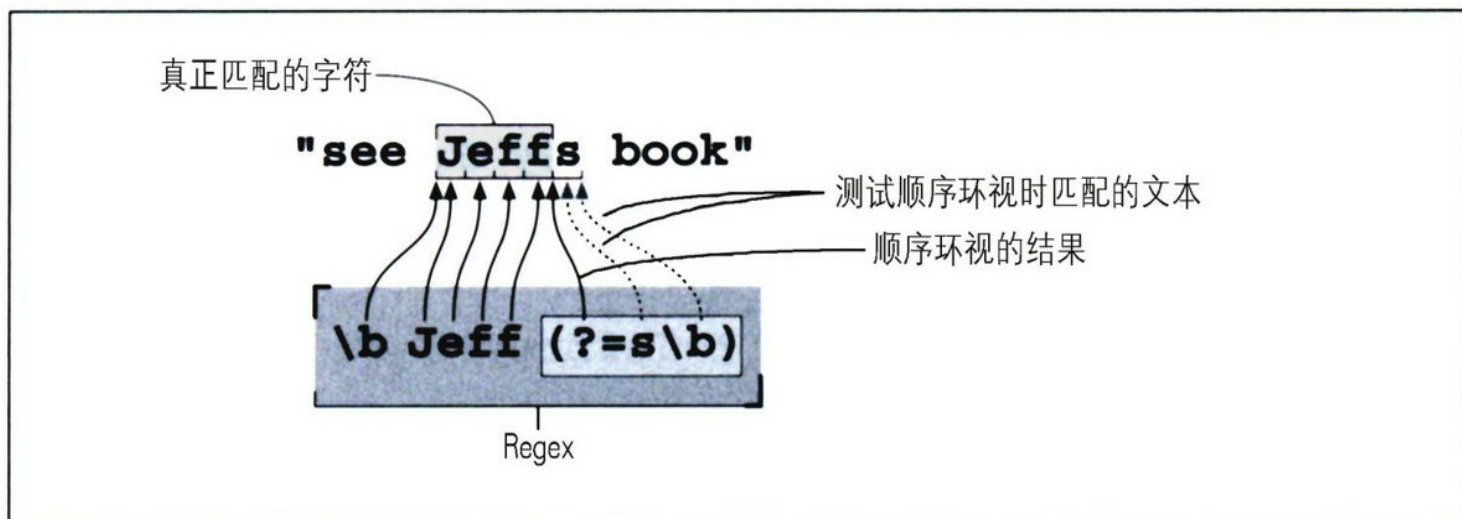 真正匹配的字符
"see Jeffs book"
测试顺序环视时匹配的文本
顺序环视的结果
\b Jeff (?=s\b)
Regex